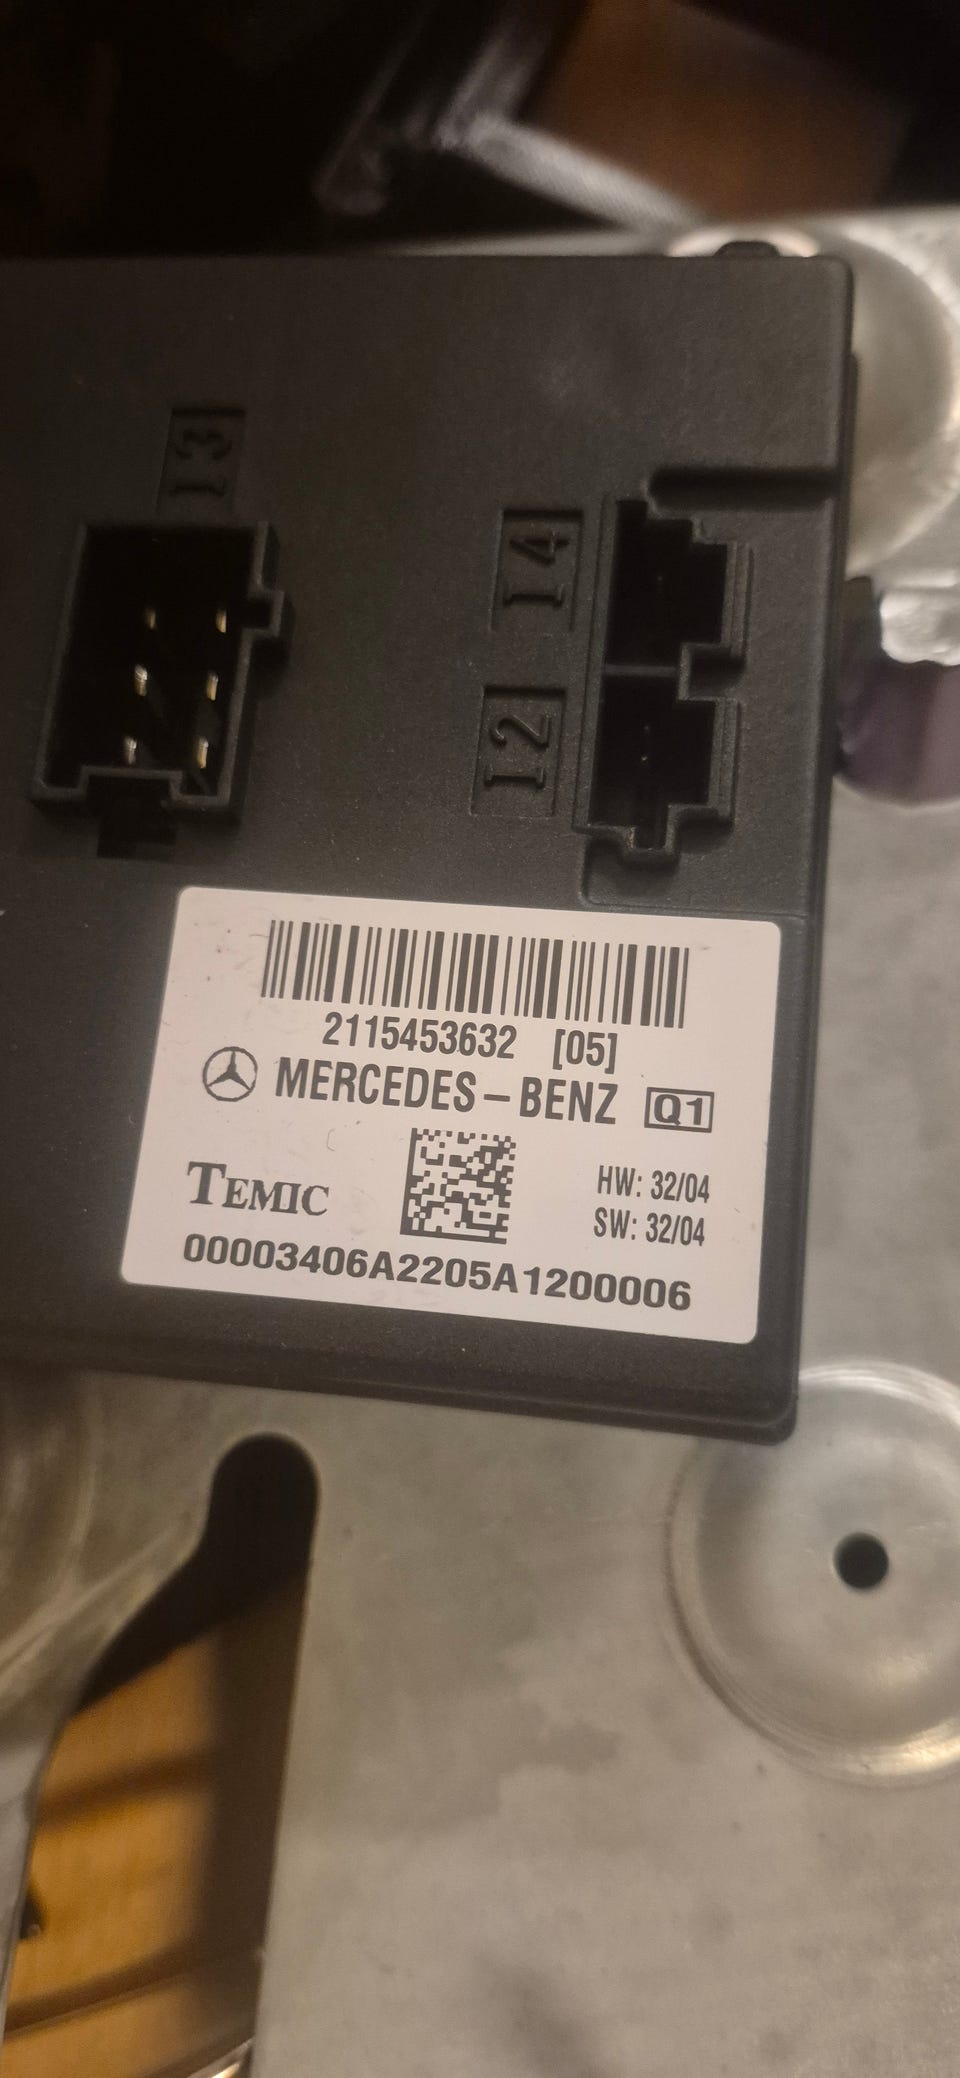 I3
I4
I2
2115453632 [05]
MERCEDES-BENZ Q1
TEMIC
HW: 32/04
SW: 32/04
00003406A2205A1200006